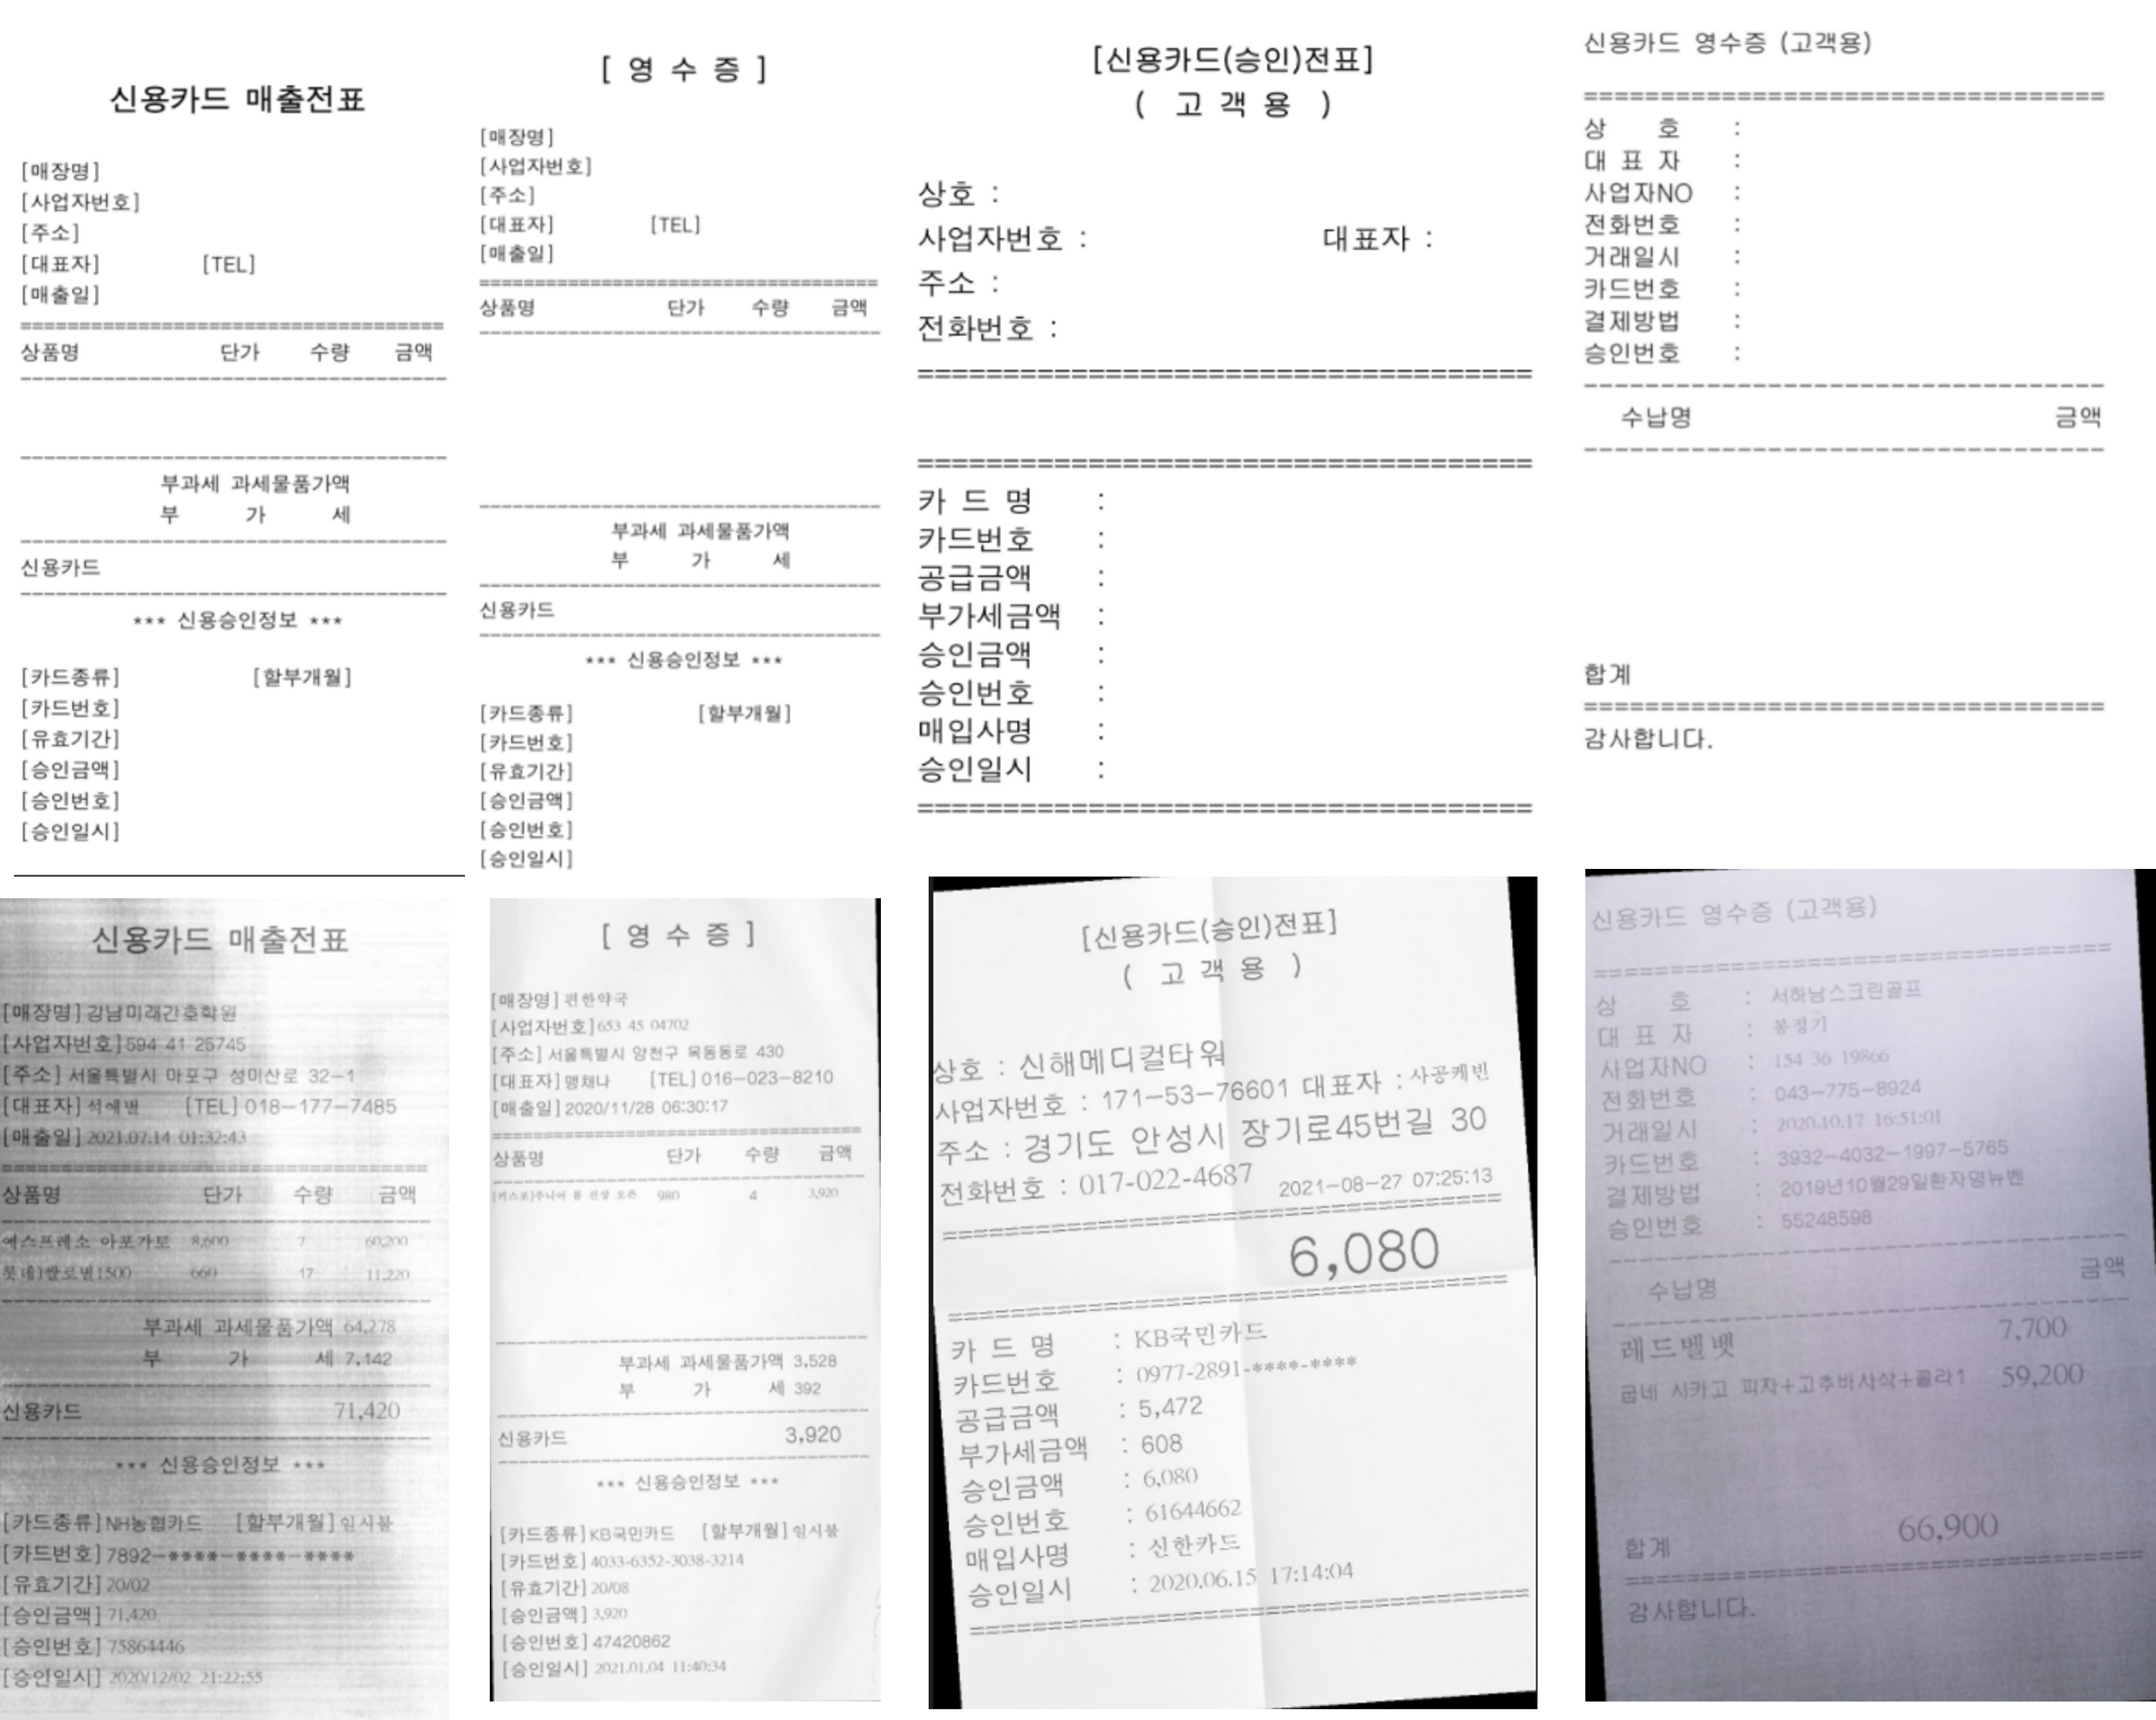 신용카드 매출전표
[매장명]
[사업자번호]
[주소]
[대표자] [TEL]
[매출일]
==================================
상품명 단가 수량 금액
----------------------------------
----------------------------------
부과세 과세물품가액
부 가 세
----------------------------------
신용카드
----------------------------------
*** 신용승인정보 ***
[카드종류] [할부개월]
[카드번호]
[유효기간]
[승인금액]
[승인번호]
[승인일시]
[ 영 수 증 ]
[매장명]
[사업자번호]
[주소]
[대표자] [TEL]
[매출일]
==================================
상품명 단가 수량 금액
----------------------------------
----------------------------------
부과세 과세물품가액
부 가 세
----------------------------------
신용카드
----------------------------------
*** 신용승인정보 ***
[카드종류] [할부개월]
[카드번호]
[유효기간]
[승인금액]
[승인번호]
[승인일시]
[신용카드(승인)전표]
( 고 객 용 )
상호 :
사업자번호 : 대표자 :
주소 :
전화번호 :
====================================
====================================
카 드 명 :
카드번호 :
공급금액 :
부가세금액 :
승인금액 :
승인번호 :
매입사명 :
승인일시 :
====================================
신용카드 영수증 (고객용)
==================================
상 호 :
대 표 자 :
사업자NO :
전화번호 :
거래일시 :
카드번호 :
결제방법 :
승인번호 :
----------------------------------
수납명 금액
----------------------------------
합계
==================================
감사합니다.
신용카드 매출전표
[매장명] 강남미래간호학원
[사업자번호] 594 41 25745
[주소] 서울특별시 마포구 성미산로 32-1
[대표자] 석예별 [TEL] 018-177-7485
[매출일] 2021.07.14 01:32:43
==================================
상품명 단가 수량 금액
----------------------------------
에스프레소 아포가토 8,600 7 60,200
롯데)쌀로별1500 660 17 11,220
----------------------------------
부과세 과세물품가액 64,278
부 가 세 7,142
----------------------------------
신용카드 71,420
----------------------------------
*** 신용승인정보 ***
[카드종류] NH농협카드 [할부개월] 일시불
[카드번호] 7892-****-****-****
[유효기간] 20/02
[승인금액] 71,420
[승인번호] 75864446
[승인일시] 2020/12/02 21:22:55
[ 영 수 증 ]
[매장명] 편한약국
[사업자번호] 653 45 04702
[주소] 서울특별시 양천구 목동동로 430
[대표자] 맹채나 [TEL] 016-023-8210
[매출일] 2020/11/28 06:30:17
==================================
상품명 단가 수량 금액
----------------------------------
[키스포]주니어 봄 신상 오픈 980 4 3,920
----------------------------------
부과세 과세물품가액 3,528
부 가 세 392
----------------------------------
신용카드 3,920
----------------------------------
*** 신용승인정보 ***
[카드종류] KB국민카드 [할부개월] 일시불
[카드번호] 4033-6352-3038-3214
[유효기간] 20/08
[승인금액] 3,920
[승인번호] 47420862
[승인일시] 2021.01.04 11:40:34
[신용카드(승인)전표]
( 고 객 용 )
상호 : 신해메디컬타워
사업자번호 : 171-53-76601 대표자 : 사공케빈
주소 : 경기도 안성시 장기로45번길 30
전화번호 : 017-022-4687 2021-08-27 07:25:13
====================================
6,080
====================================
카 드 명 : KB국민카드
카드번호 : 0977-2891-****-****
공급금액 : 5,472
부가세금액 : 608
승인금액 : 6,080
승인번호 : 61644662
매입사명 : 신한카드
승인일시 : 2020.06.15 17:14:04
====================================
신용카드 영수증 (고객용)
==================================
상 호 : 서하남스크린골프
대 표 자 : 봉정기
사업자NO : 154 36 19866
전화번호 : 043-775-8924
거래일시 : 2020.10.17 16:51:01
카드번호 : 3932-4032-1997-5765
결제방법 : 2019년10월29일환자명뉴벤
승인번호 : 55248598
----------------------------------
수납명 금액
----------------------------------
레드벨벳 7,700
굽네 시카고 피자+고추바사삭+콜라1 59,200
합계 66,900
==================================
감사합니다.